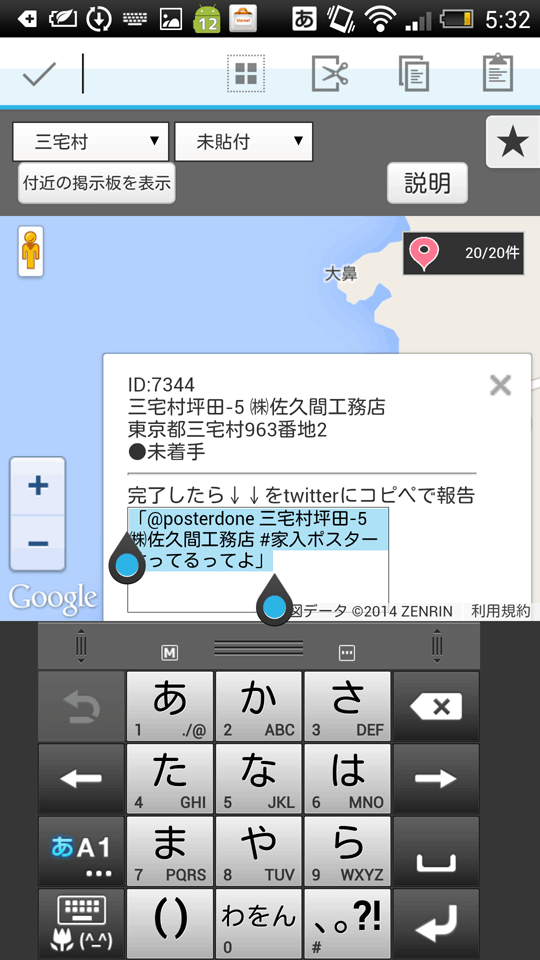 あ 5:32
三宅村 ▼ 未貼付 ▼ ★
付近の掲示板を表示 説明
大鼻
20/20件
ID:7344
三宅村坪田-5 ㈱佐久間工務店
東京都三宅村963番地2
●未着手
完了したら↓↓をtwitterにコピペで報告
「@posterdone 三宅村坪田-5
㈱佐久間工務店 #家入ポスター
ってるってよ」
+
−
Google
図データ ©2014 ZENRIN 利用規約
M ...
あ か さ
1 ./@ 2 ABC 3 DEF
た な は
4 GHI 5 JKL 6 MNO
あA1 ... ま や ら
7 PQRS 8 TUV 9 WXYZ
() わをん 、。?!
(^_^) 0 #